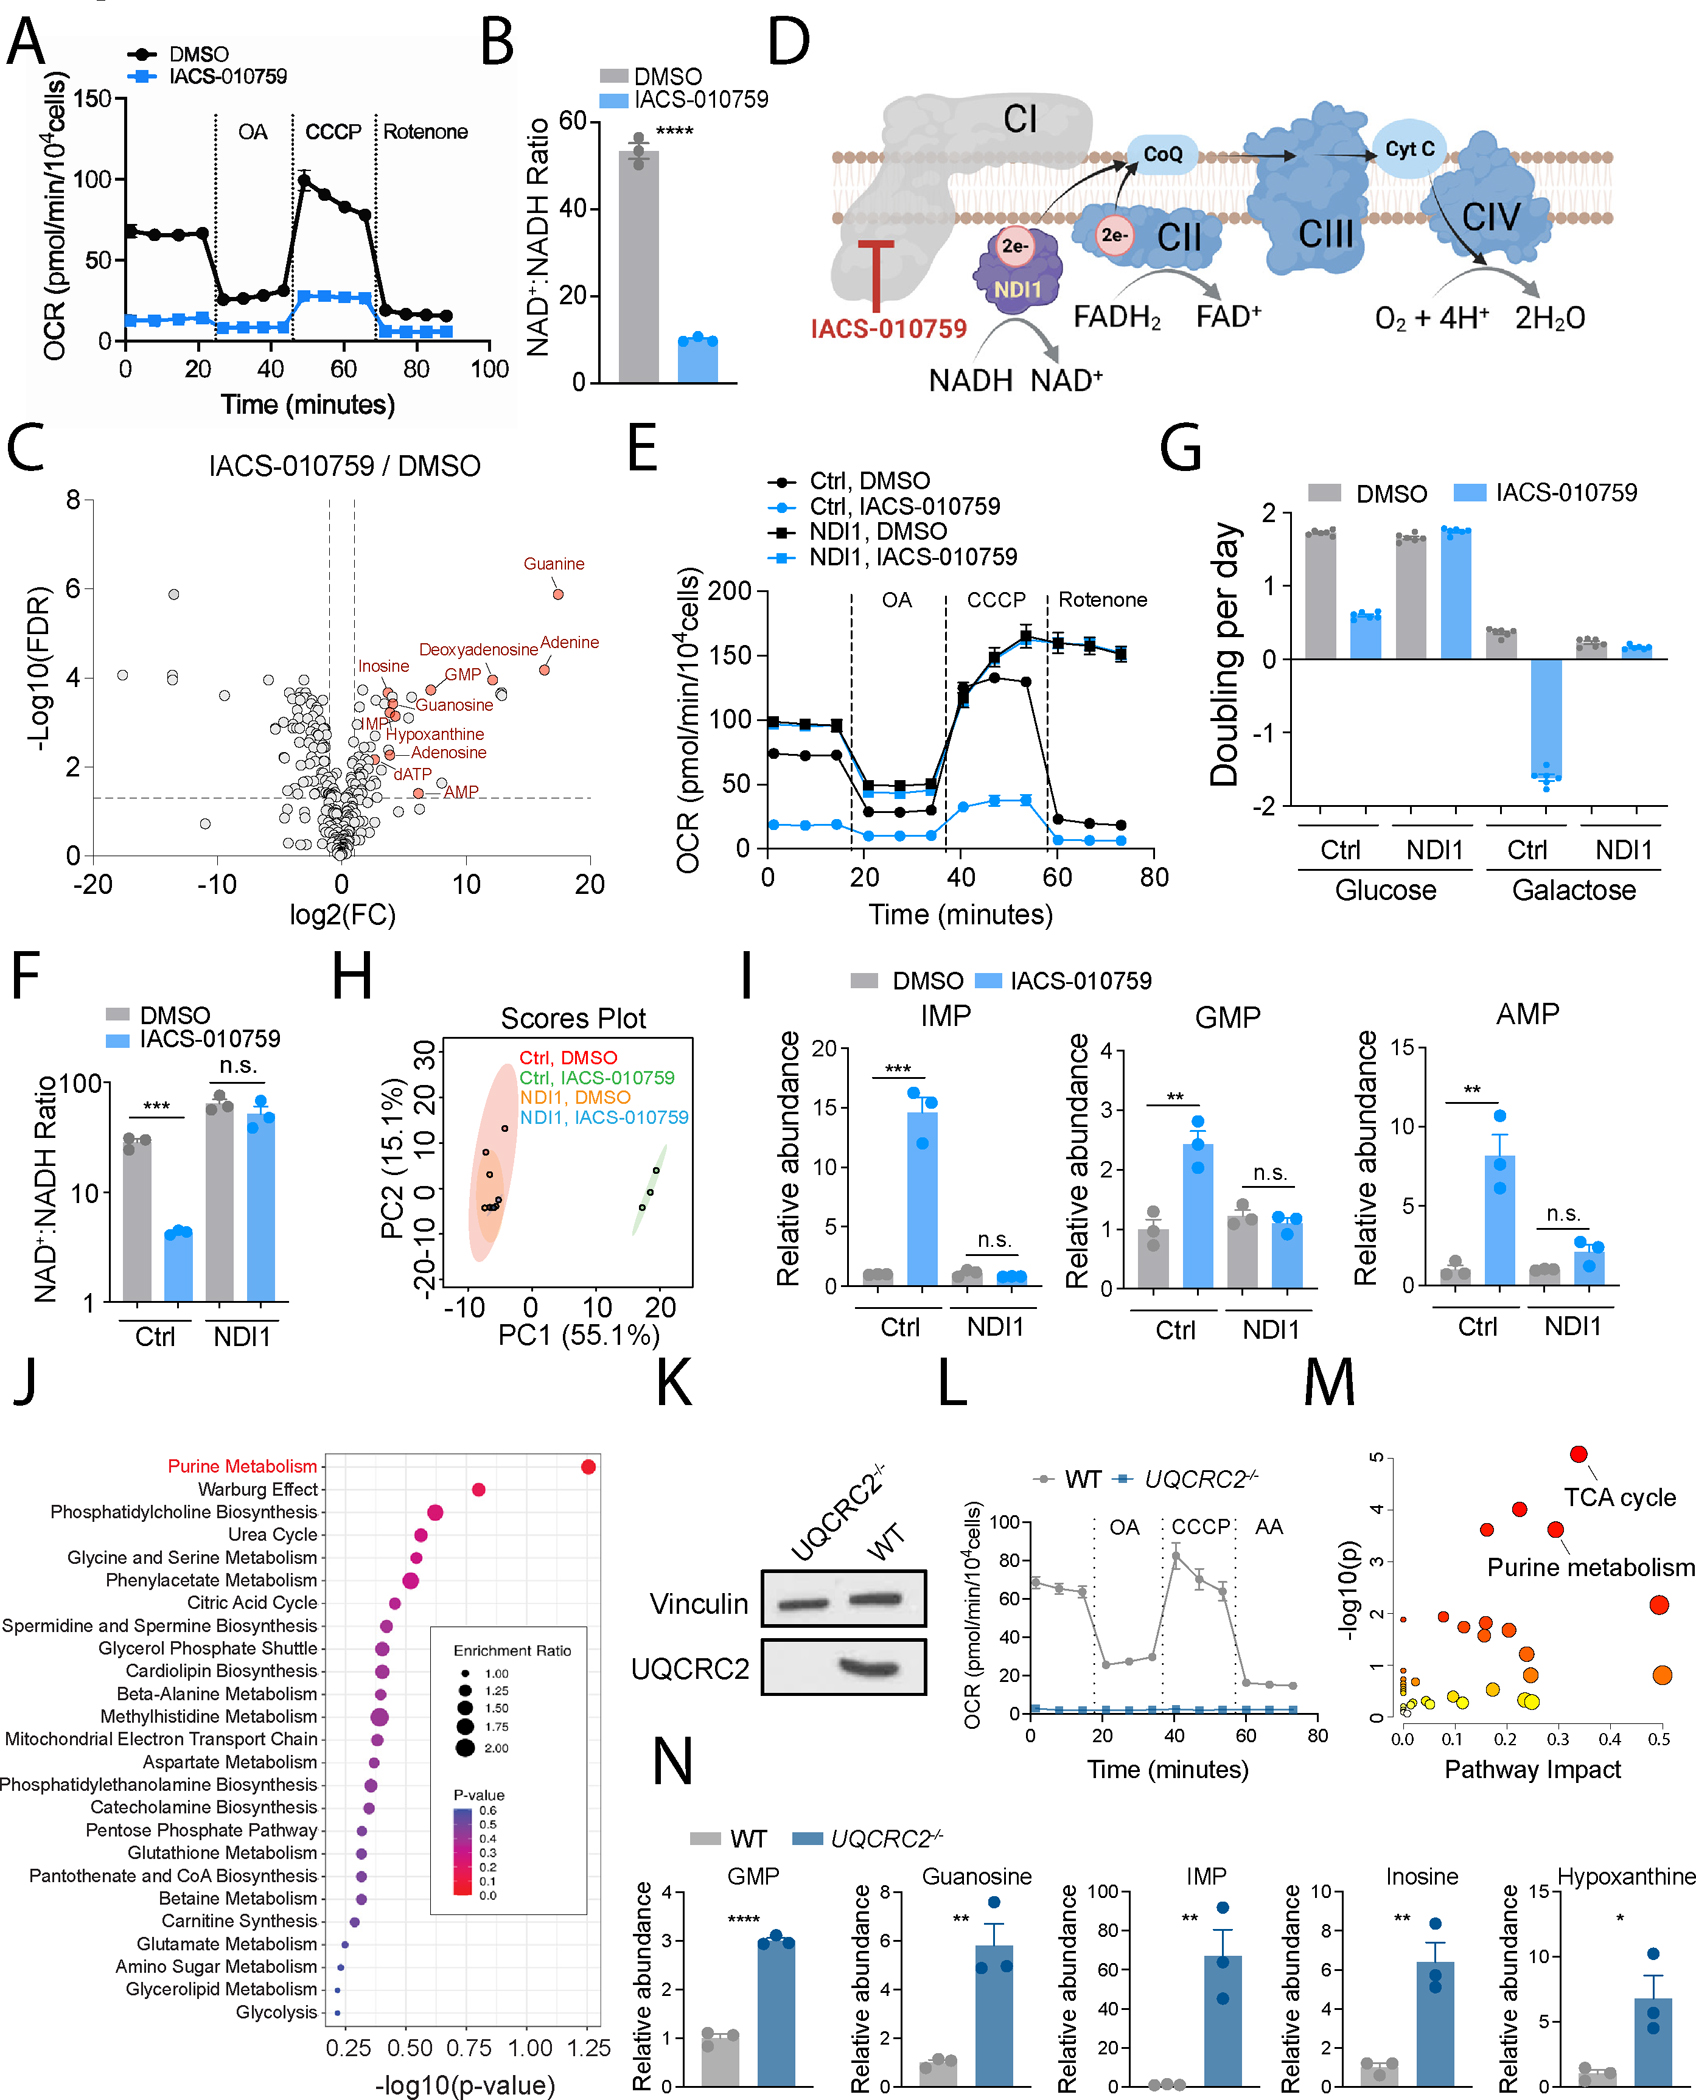 A
DMSO
IACS-010759
OCR (pmol/min/10⁴cells)
150
100
50
0
OA
CCCP
Rotenone
0 20 40 60 80 100
Time (minutes)
B
DMSO
IACS-010759
NAD⁺:NADH Ratio
60
40
20
0
****
D
CI
CoQ
Cyt C
2e-
2e-
CII
CIII
CIV
NDI1
IACS-010759
FADH₂ FAD⁺
O₂ + 4H⁺ 2H₂O
NADH NAD⁺
C
IACS-010759 / DMSO
-Log10(FDR)
8
6
4
2
0
Guanine
Adenine
Deoxyadenosine
Inosine
GMP
Guanosine
IMP
Hypoxanthine
Adenosine
dATP
AMP
-20 -10 0 10 20
log2(FC)
E
Ctrl, DMSO
Ctrl, IACS-010759
NDI1, DMSO
NDI1, IACS-010759
OCR (pmol/min/10⁴cells)
200
150
100
50
0
OA
CCCP
Rotenone
0 20 40 60 80
Time (minutes)
G
DMSO
IACS-010759
Doubling per day
2
1
0
-1
-2
Ctrl NDI1 Ctrl NDI1
Glucose Galactose
F
DMSO
IACS-010759
NAD⁺:NADH Ratio
100
10
1
***
n.s.
Ctrl NDI1
H
Scores Plot
Ctrl, DMSO
Ctrl, IACS-010759
NDI1, DMSO
NDI1, IACS-010759
PC2 (15.1%)
30
20
10
0
-10
-20
-10 0 10 20
PC1 (55.1%)
I
DMSO
IACS-010759
IMP
Relative abundance
20
15
10
5
0
***
n.s.
Ctrl NDI1
GMP
Relative abundance
4
3
2
1
0
**
n.s.
Ctrl NDI1
AMP
Relative abundance
15
10
5
0
**
n.s.
Ctrl NDI1
J
Purine Metabolism
Warburg Effect
Phosphatidylcholine Biosynthesis
Urea Cycle
Glycine and Serine Metabolism
Phenylacetate Metabolism
Citric Acid Cycle
Spermidine and Spermine Biosynthesis
Glycerol Phosphate Shuttle
Cardiolipin Biosynthesis
Beta-Alanine Metabolism
Methylhistidine Metabolism
Mitochondrial Electron Transport Chain
Aspartate Metabolism
Phosphatidylethanolamine Biosynthesis
Catecholamine Biosynthesis
Pentose Phosphate Pathway
Glutathione Metabolism
Pantothenate and CoA Biosynthesis
Betaine Metabolism
Carnitine Synthesis
Glutamate Metabolism
Amino Sugar Metabolism
Glycerolipid Metabolism
Glycolysis
Enrichment Ratio
1.00
1.25
1.50
1.75
2.00
P-value
0.6
0.5
0.4
0.3
0.2
0.1
0.0
0.25 0.50 0.75 1.00 1.25
-log10(p-value)
K
UQCRC2⁻/⁻
WT
Vinculin
UQCRC2
L
WT
UQCRC2⁻/⁻
OCR (pmol/min/10⁴cells)
100
80
60
40
20
0
OA
CCCP
AA
0 20 40 60 80
Time (minutes)
M
-log10(p)
5
4
3
2
1
0
TCA cycle
Purine metabolism
0.0 0.1 0.2 0.3 0.4 0.5
Pathway Impact
N
WT
UQCRC2⁻/⁻
GMP
Relative abundance
4
3
2
1
0
****
Guanosine
Relative abundance
8
6
4
2
0
**
IMP
Relative abundance
100
80
60
40
20
0
**
Inosine
Relative abundance
10
8
6
4
2
0
**
Hypoxanthine
Relative abundance
15
10
5
0
*